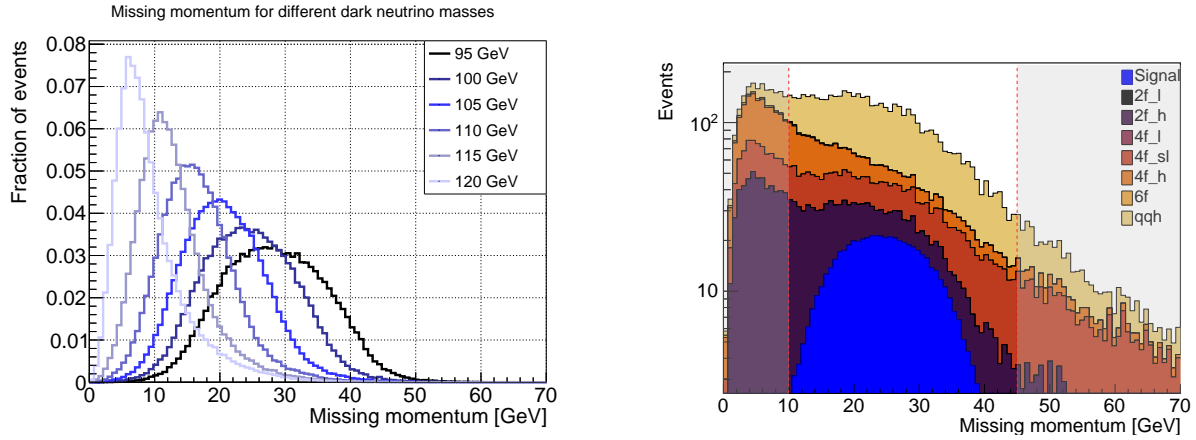 Missing momentum for different dark neutrino masses
Fraction of events
0.08
0.07
0.06
0.05
0.04
0.03
0.02
0.01
0
0 10 20 30 40 50 60 70
Missing momentum [GeV]
95 GeV
100 GeV
105 GeV
110 GeV
115 GeV
120 GeV
Events
10²
10
0 10 20 30 40 50 60 70
Missing momentum [GeV]
Signal
2f_l
2f_h
4f_l
4f_sl
4f_h
6f
qqh